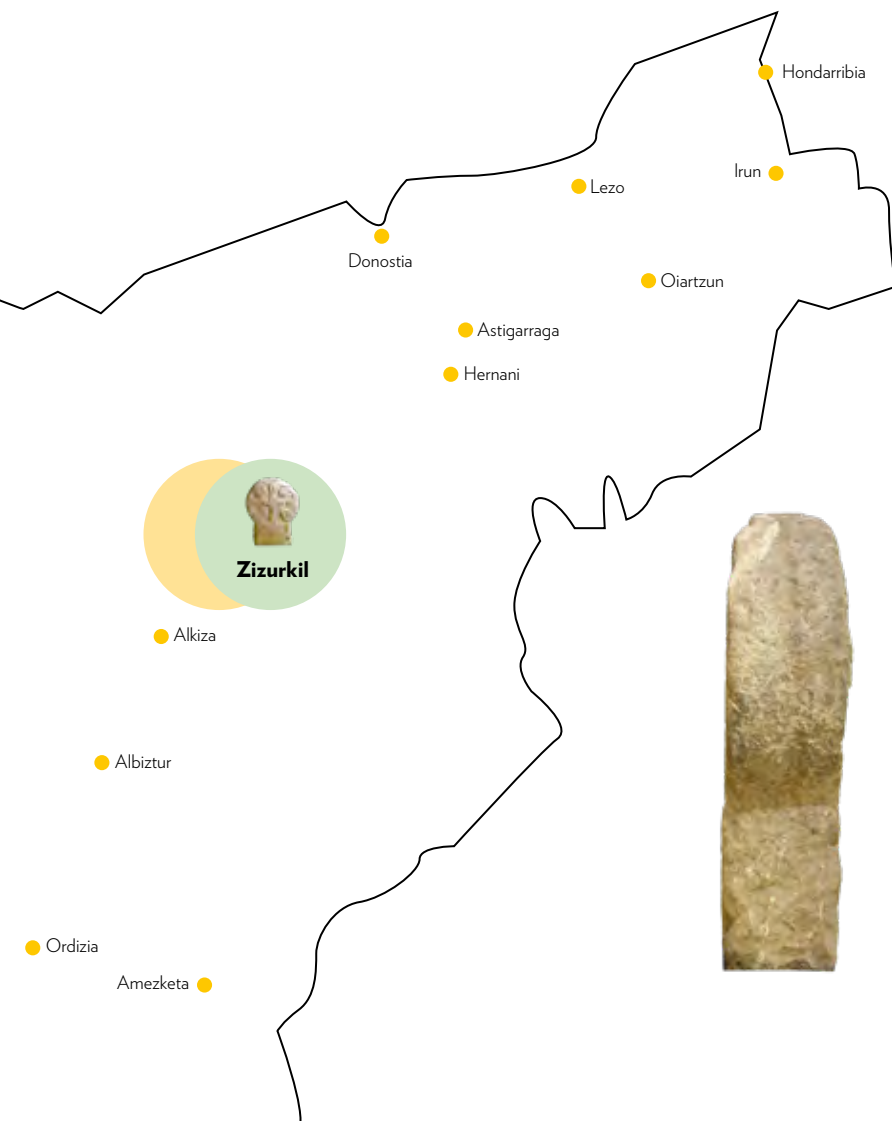 Hondarribia
Irun
Lezo
Donostia
Oiartzun
Astigarraga
Hernani
Zizurkil
Alkiza
Albiztur
Ordizia
Amezketa